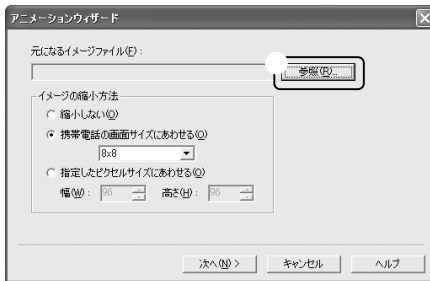 アニメーションウィザード
元になるイメージファイル(F):
参照(R)...
イメージの縮小方法
縮小しない(O)
携帯電話の画面サイズにあわせる(O)
8x8
指定したピクセルサイズにあわせる(O)
幅(W): 96 高さ(H): 96
次へ(N) > キャンセル ヘルプ